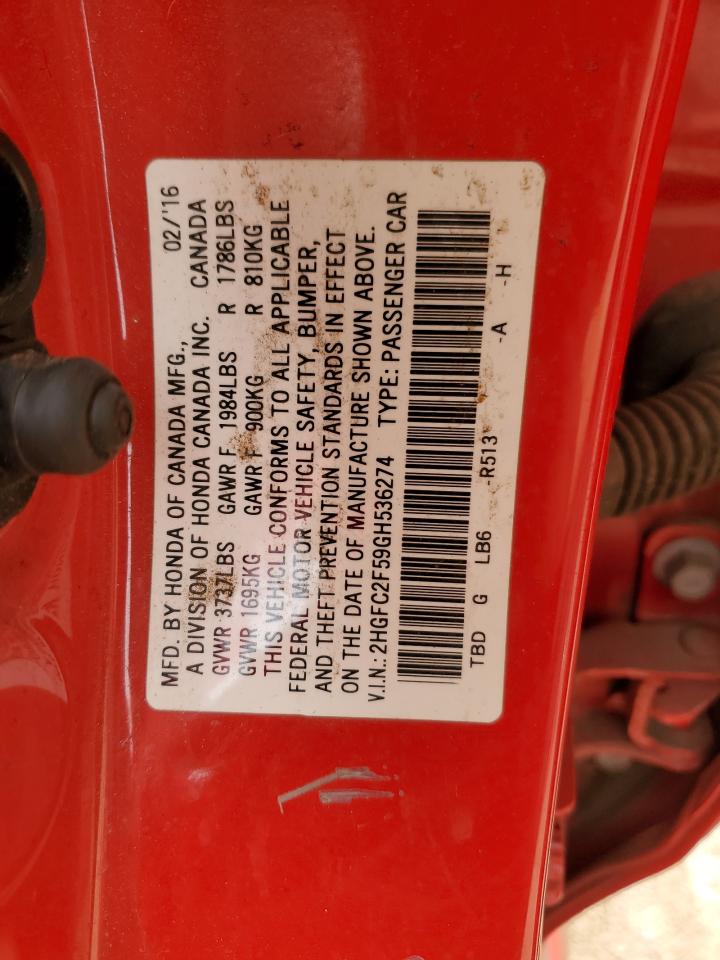 MFD. BY HONDA OF CANADA MFG., 02/'16
A DIVISION OF HONDA CANADA INC. CANADA
GVWR 3737LBS GAWR F 1984LBS R 1786LBS
GVWR 1695KG GAWR F 900KG R 810KG
THIS VEHICLE CONFORMS TO ALL APPLICABLE
FEDERAL MOTOR VEHICLE SAFETY, BUMPER,
AND THEFT PREVENTION STANDARDS IN EFFECT
ON THE DATE OF MANUFACTURE SHOWN ABOVE.
V.I.N.: 2HGFC2F59GH536274 TYPE: PASSENGER CAR
TBD G LB6 -R513 -A -H